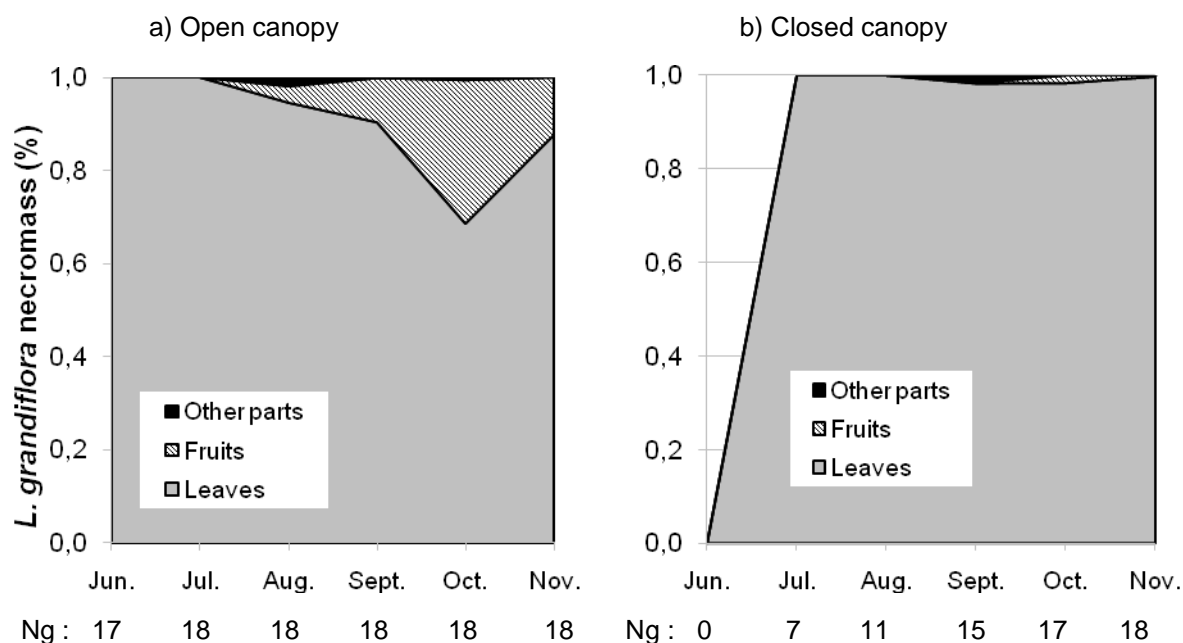 a) Open canopy
L. grandiflora necromass (%)
1,0
0,8
0,6
0,4
0,2
0,0
Other parts
Fruits
Leaves
Jun. Jul. Aug. Sept. Oct. Nov.
Ng : 17 18 18 18 18 18
b) Closed canopy
1,0
0,8
0,6
0,4
0,2
0,0
Other parts
Fruits
Leaves
Jun. Jul. Aug. Sept. Oct. Nov.
Ng : 0 7 11 15 17 18